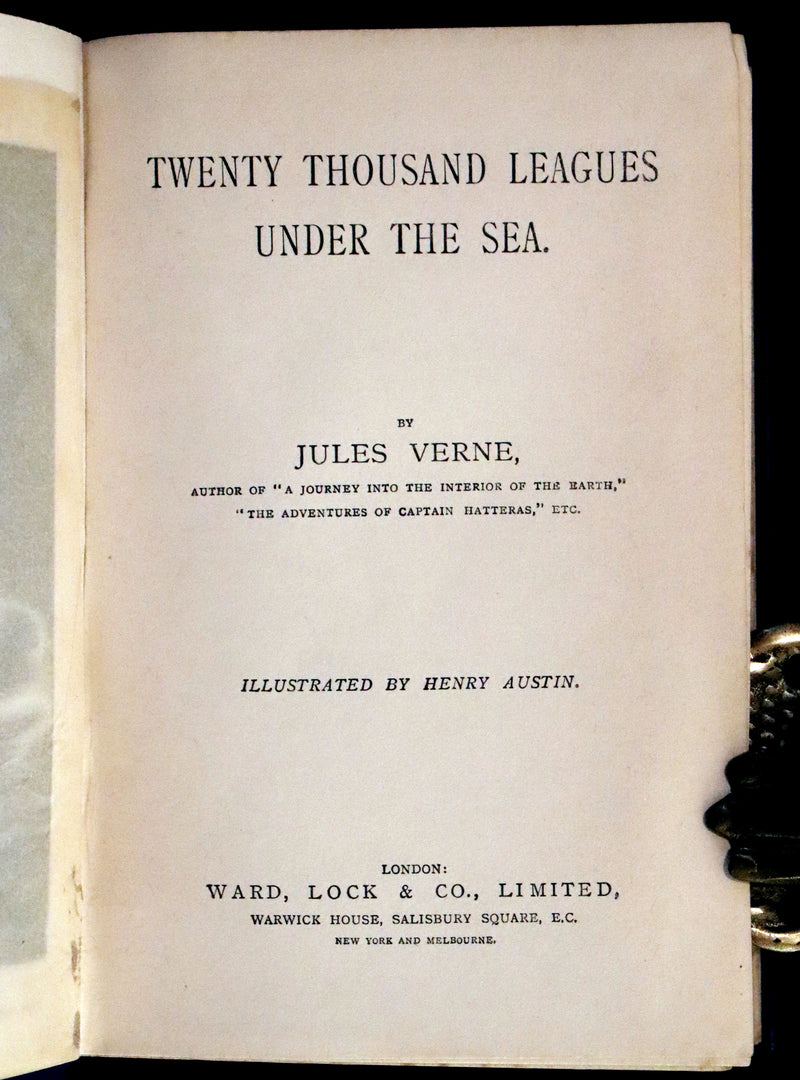 TWENTY THOUSAND LEAGUES
UNDER THE SEA.
BY
JULES VERNE,
AUTHOR OF "A JOURNEY INTO THE INTERIOR OF THE EARTH,"
"THE ADVENTURES OF CAPTAIN HATTERAS," ETC.
ILLUSTRATED BY HENRY AUSTIN.
LONDON:
WARD, LOCK & CO., LIMITED,
WARWICK HOUSE, SALISBURY SQUARE, E.C.
NEW YORK AND MELBOURNE.